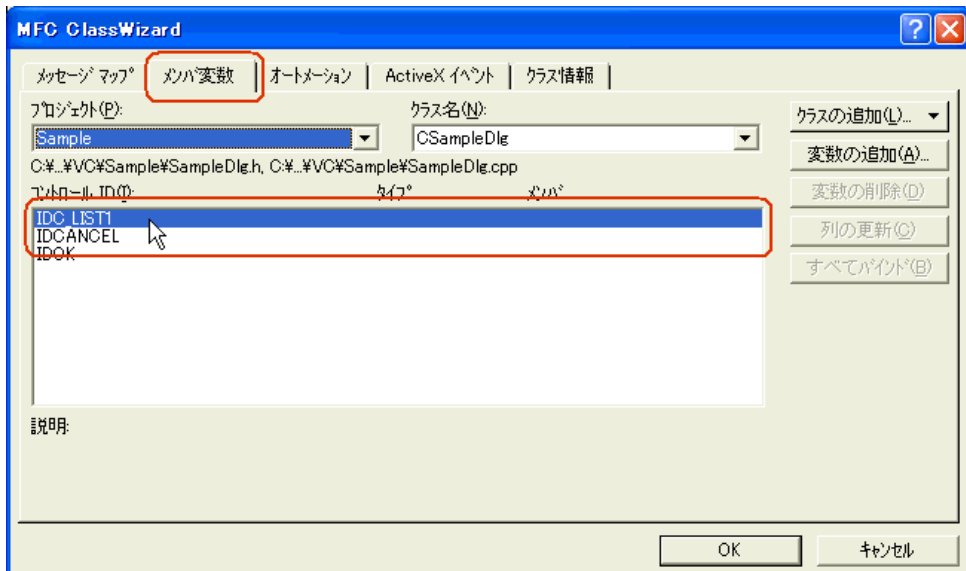 MFC ClassWizard
メッセージ マップ メンバ変数 オートメーション ActiveX イベント クラス情報
プロジェクト(P): クラス名(N):
Sample CSampleDlg
C:¥...¥VC¥Sample¥SampleDlg.h, C:¥...¥VC¥Sample¥SampleDlg.cpp
コントロール ID(I): タイプ メンバ
IDC_LIST1
IDCANCEL
IDOK
説明:
クラスの追加(L)...
変数の追加(A)...
変数の削除(D)
列の更新(C)
すべてバインド(B)
OK キャンセル